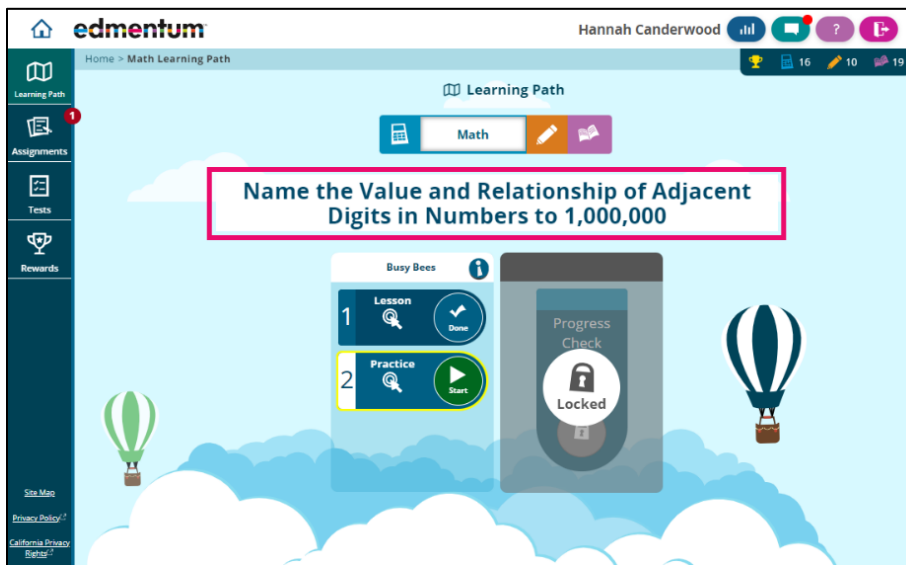 edmentum
Hannah Canderwood
?
Home > Math Learning Path
16
10
19
Learning Path
1
Assignments
Tests
Rewards
Learning Path
Math
Name the Value and Relationship of Adjacent
Digits in Numbers to 1,000,000
Busy Bees
i
1
Lesson
Done
2
Practice
Start
Progress
Check
Locked
Site Map
Privacy Policy
California Privacy
Rights